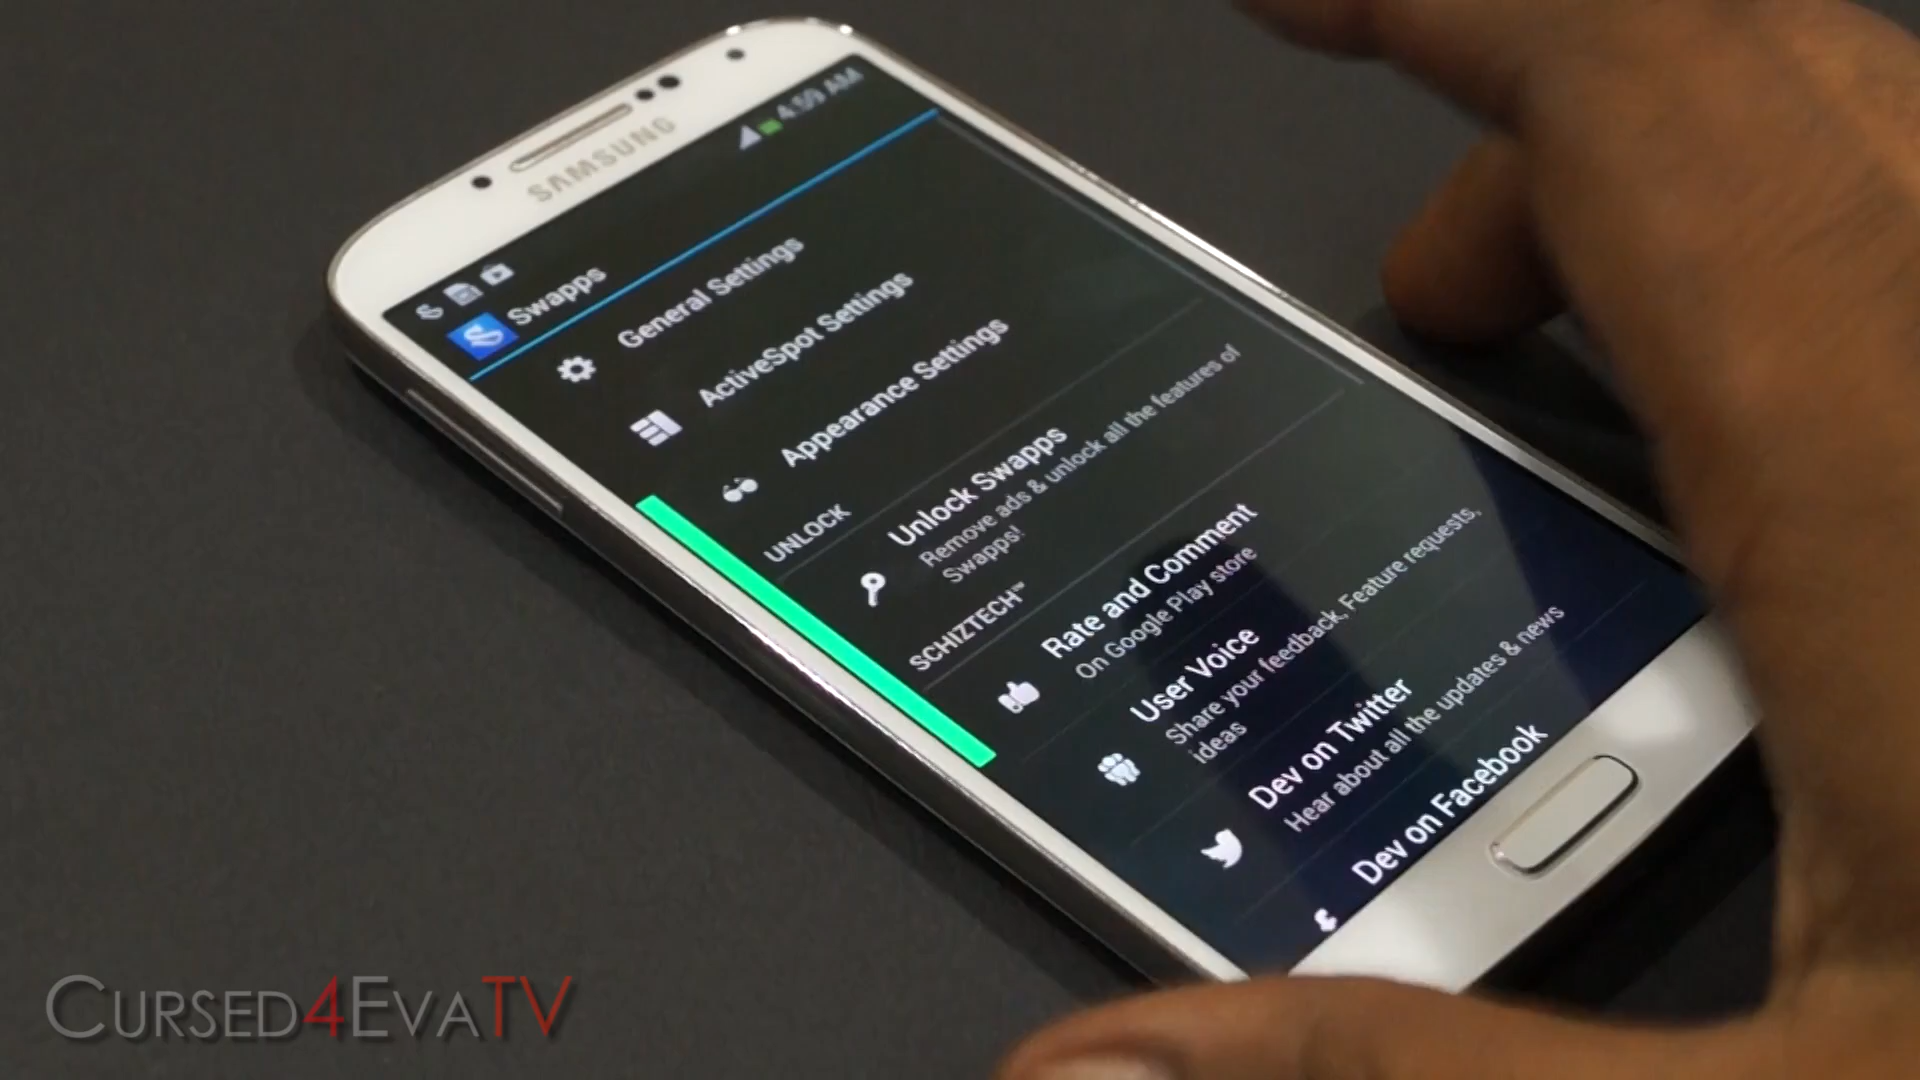 SAMSUNG
4:59 AM
Swapps
General Settings
ActiveSpot Settings
Appearance Settings
UNLOCK
Unlock Swapps
Remove ads & unlock all the features of
Swapps!
SCHIZTECH™
Rate and Comment
On Google Play store
User Voice
Share your feedback, Feature requests,
ideas
Dev on Twitter
Hear about all the updates & news
Dev on Facebook
CURSED4EVATV